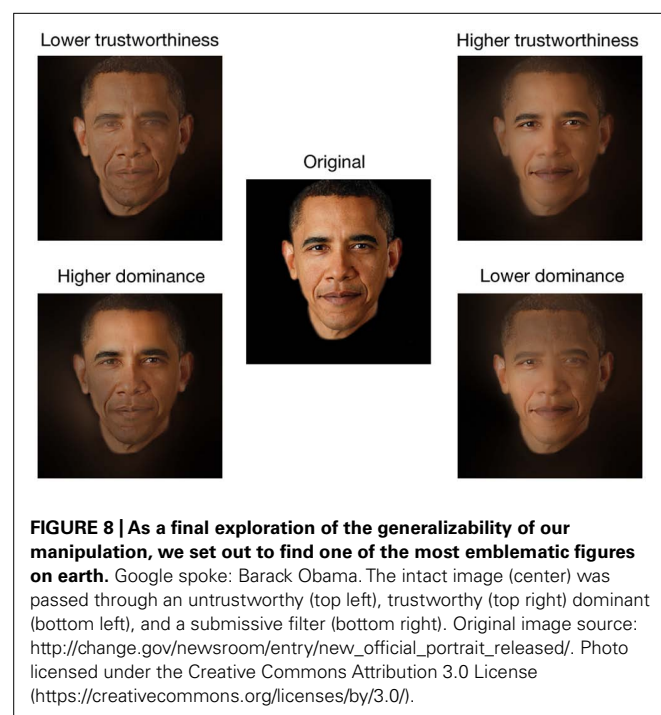 Lower trustworthiness
Higher trustworthiness
Original
Higher dominance
Lower dominance
FIGURE 8 | As a final exploration of the generalizability of our
manipulation, we set out to find one of the most emblematic figures
on earth. Google spoke: Barack Obama. The intact image (center) was
passed through an untrustworthy (top left), trustworthy (top right) dominant
(bottom left), and a submissive filter (bottom right). Original image source:
http://change.gov/newsroom/entry/new_official_portrait_released/. Photo
licensed under the Creative Commons Attribution 3.0 License
(https://creativecommons.org/licenses/by/3.0/).